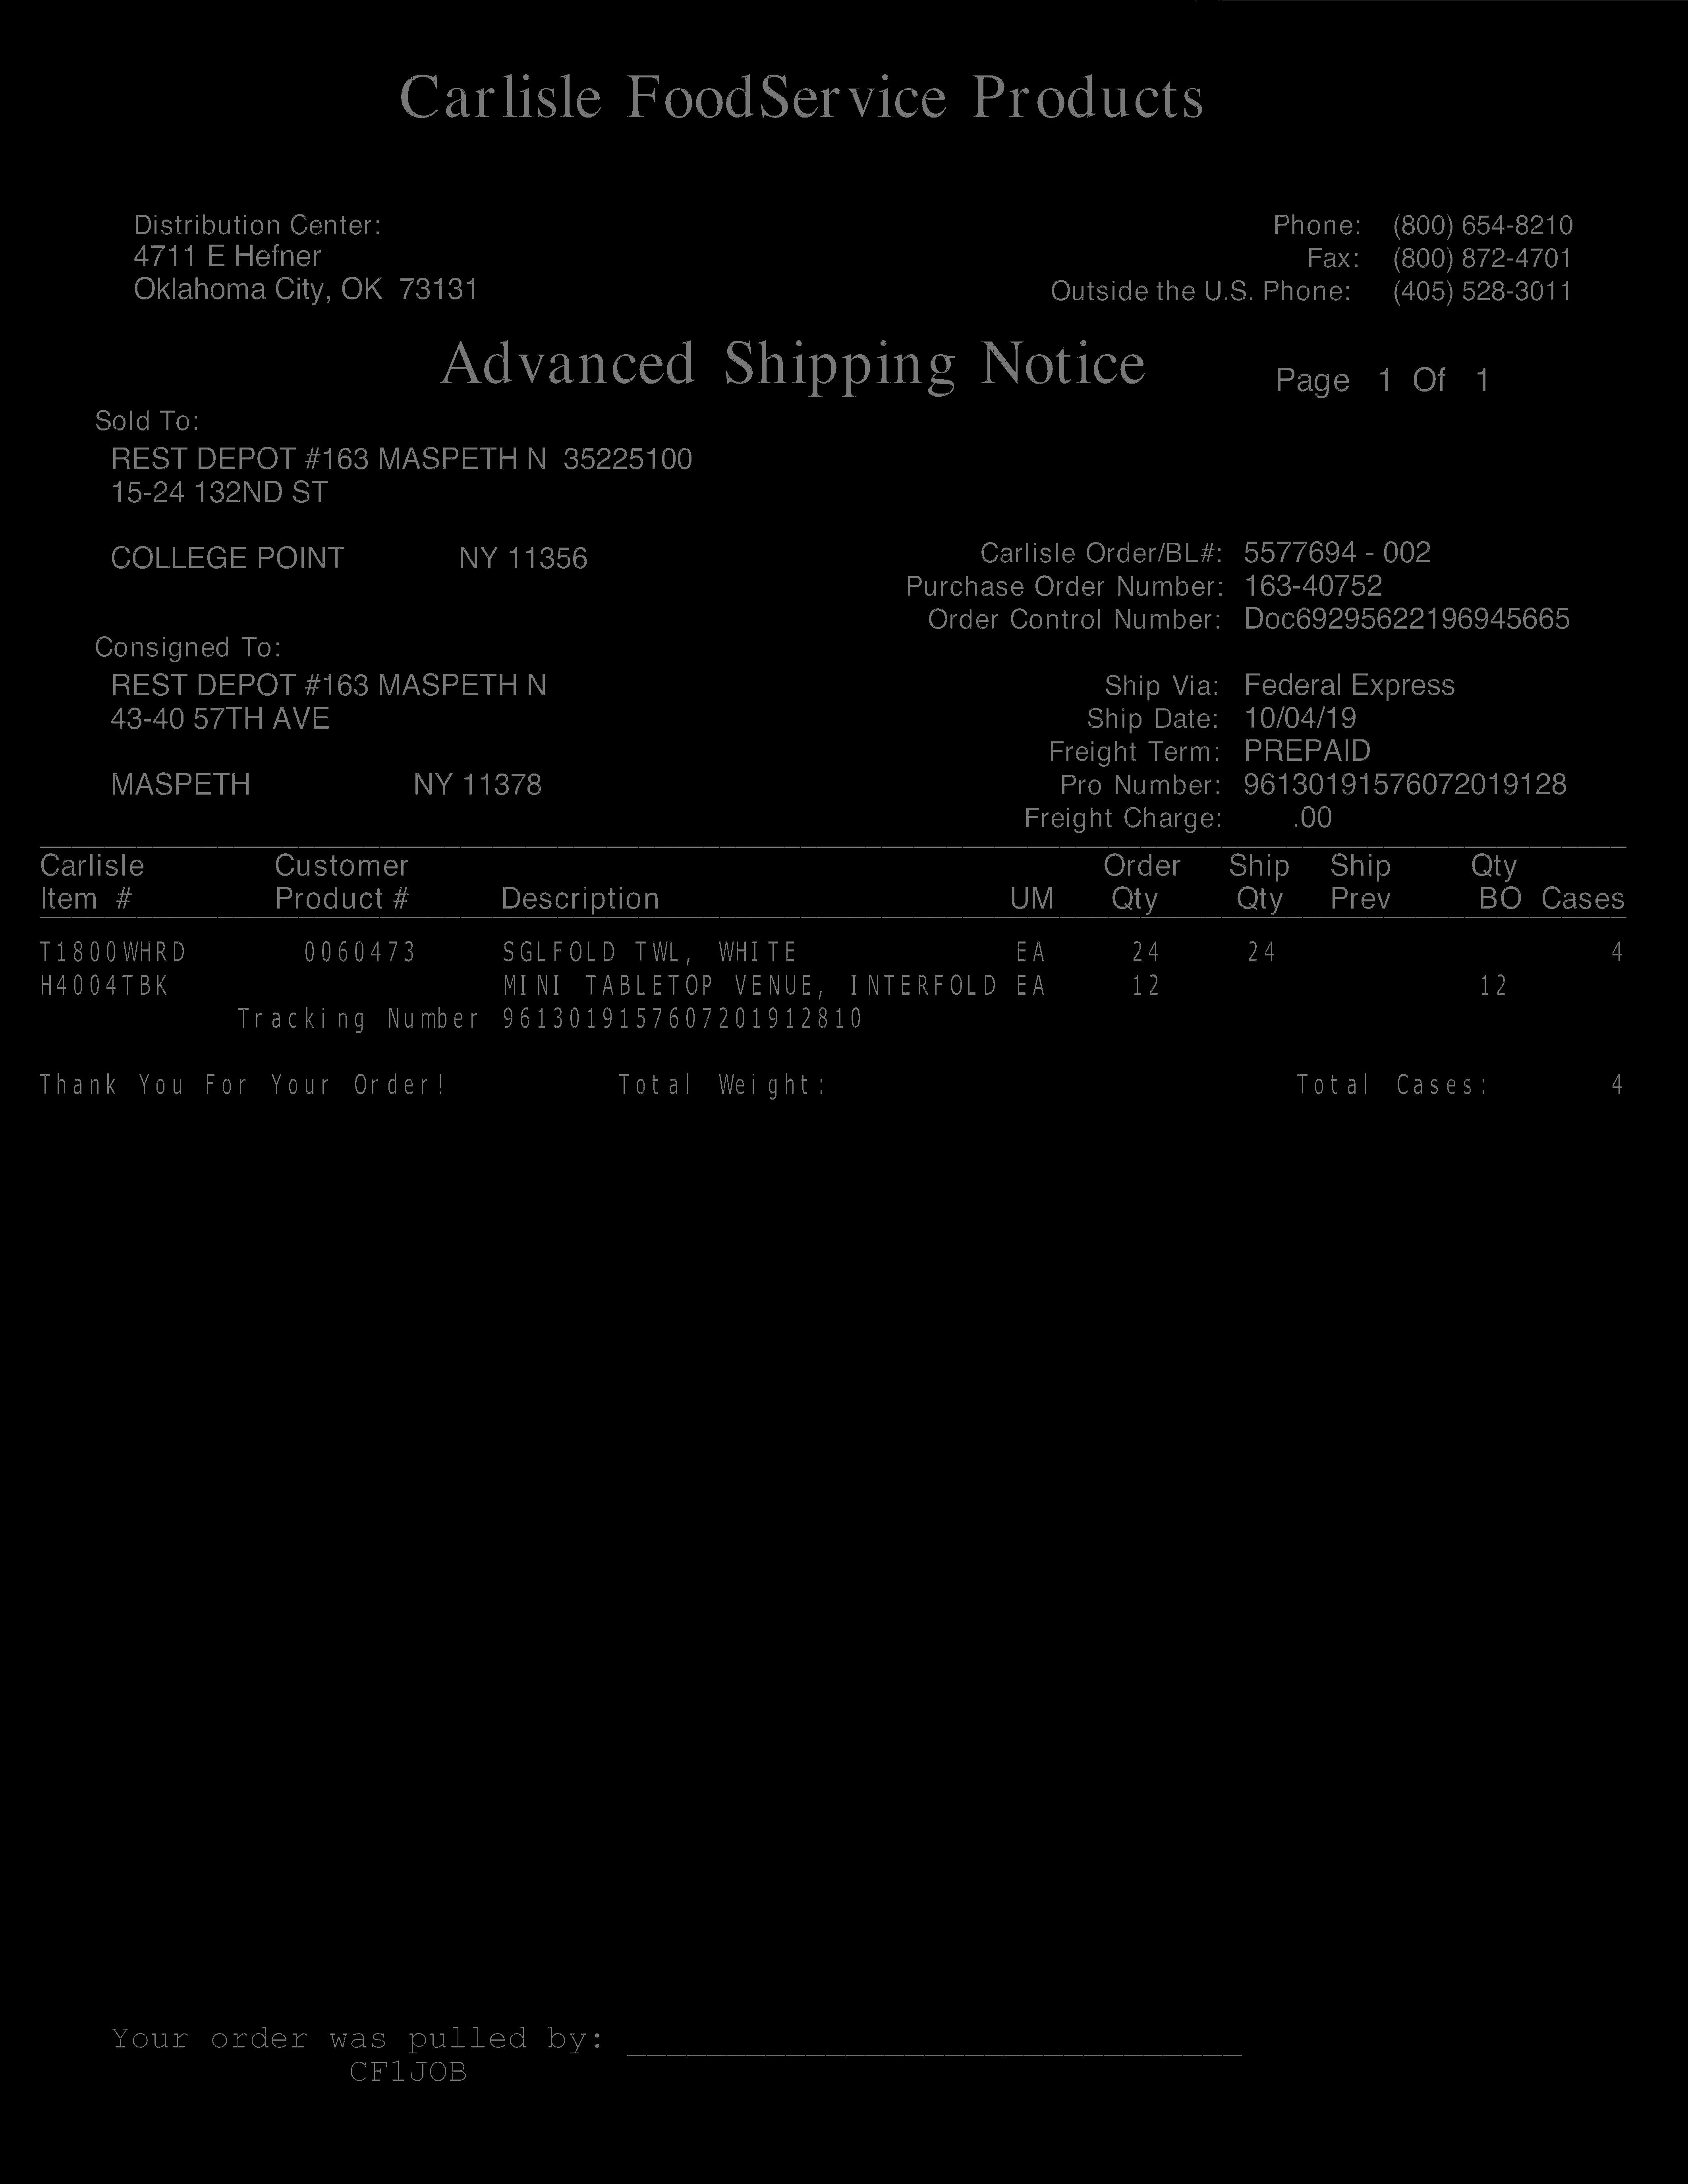 Carlisle FoodService Products
Distribution Center:
4711 E Hefner
Oklahoma City, OK 73131
Phone: (800) 654-8210
Fax: (800) 872-4701
Outside the U.S. Phone: (405) 528-3011
Advanced Shipping Notice Page 1 Of 1
Sold To:
REST DEPOT #163 MASPETH N 35225100
15-24 132ND ST
COLLEGE POINT NY 11356
Carlisle Order/BL#: 5577694 - 002
Purchase Order Number: 163-40752
Order Control Number: Doc69295622196945665
Consigned To:
REST DEPOT #163 MASPETH N
43-40 57TH AVE
MASPETH NY 11378
Ship Via: Federal Express
Ship Date: 10/04/19
Freight Term: PREPAID
Pro Number: 96130191576072019128
Freight Charge: .00
Carlisle Customer Order Ship Ship Qty
Item # Product # Description UM Qty Qty Prev BO Cases
T1800WHRD 0060473 SGLFOLD TWL, WHITE EA 24 24 4
H4004TBK MINI TABLETOP VENUE, INTERFOLD EA 12 12
Tracking Number 9613019157607201912810
Thank You For Your Order! Total Weight: Total Cases: 4
Your order was pulled by: ____________________
CF1JOB